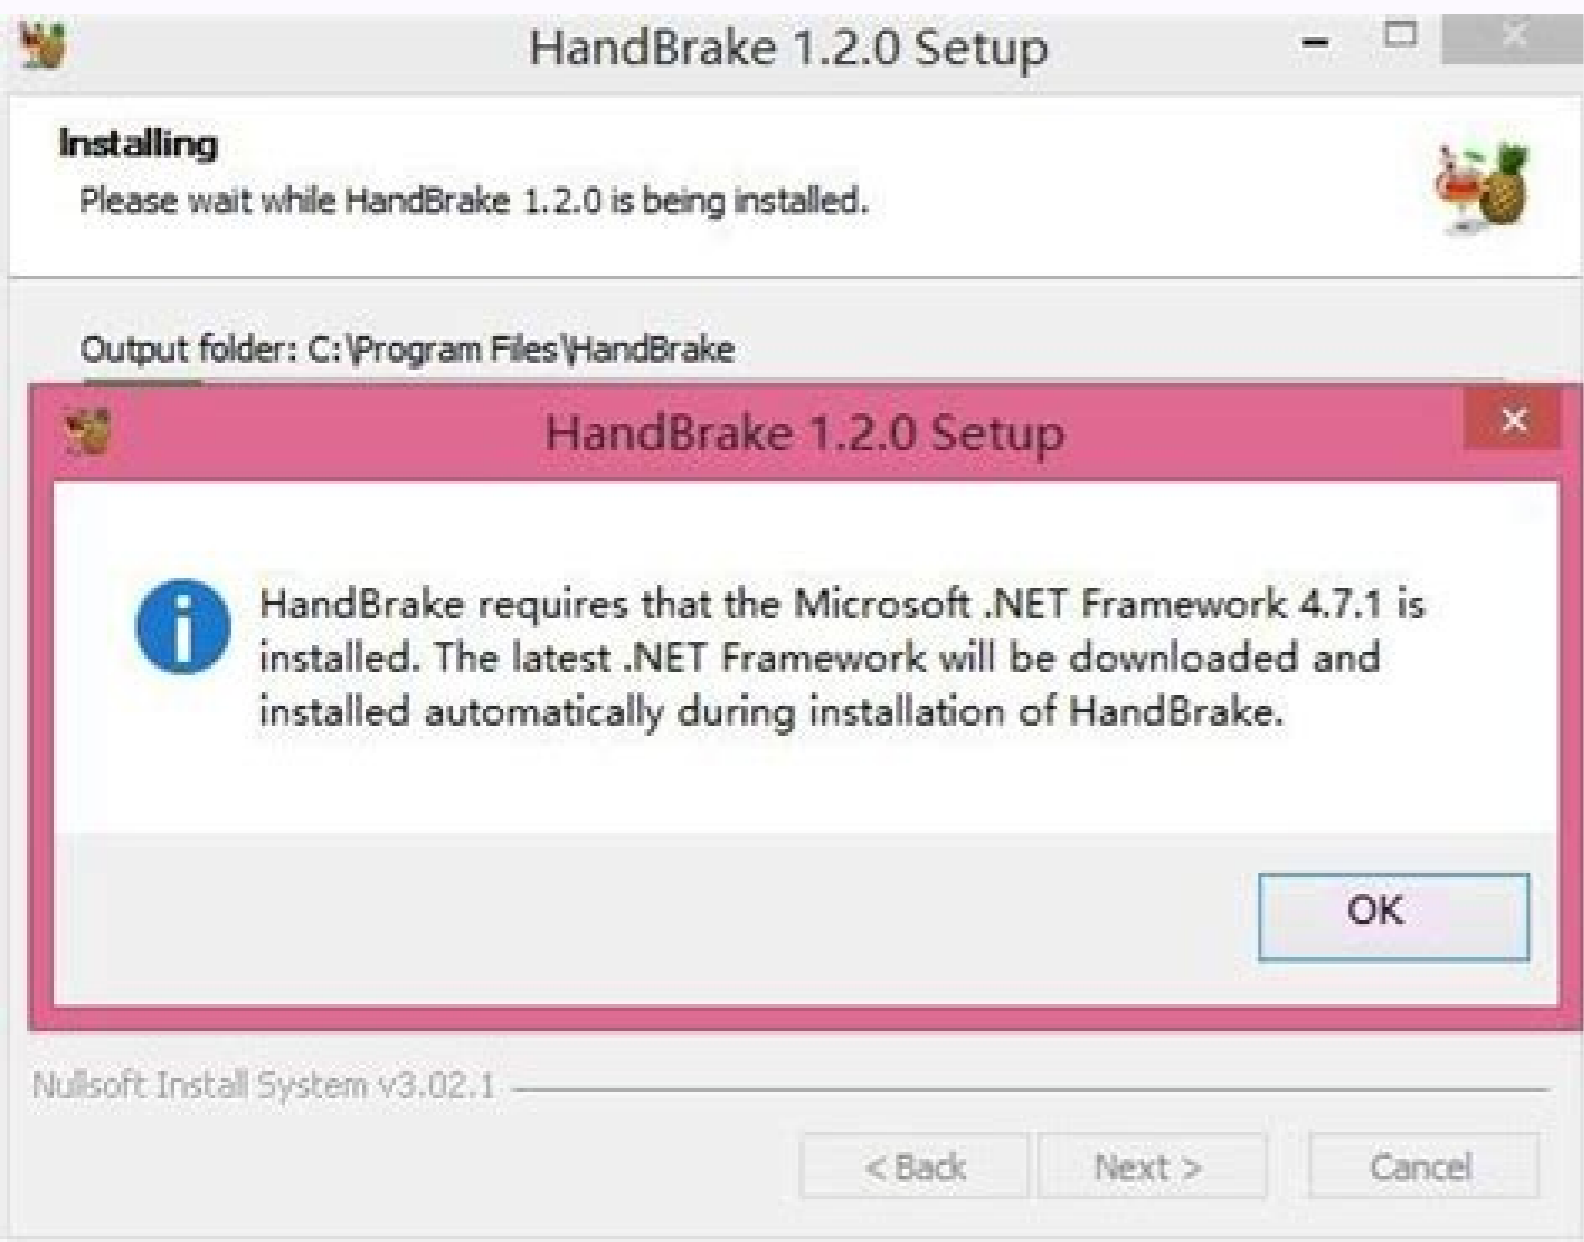 HandBrake 1.2.0 Setup
Installing
Please wait while HandBrake 1.2.0 is being installed.
Output folder: C:\Program Files\HandBrake
HandBrake 1.2.0 Setup
HandBrake requires that the Microsoft .NET Framework 4.7.1 is
installed. The latest .NET Framework will be downloaded and
installed automatically during installation of HandBrake.
OK
Nullsoft Install System v3.02.1
< Back
Next >
Cancel